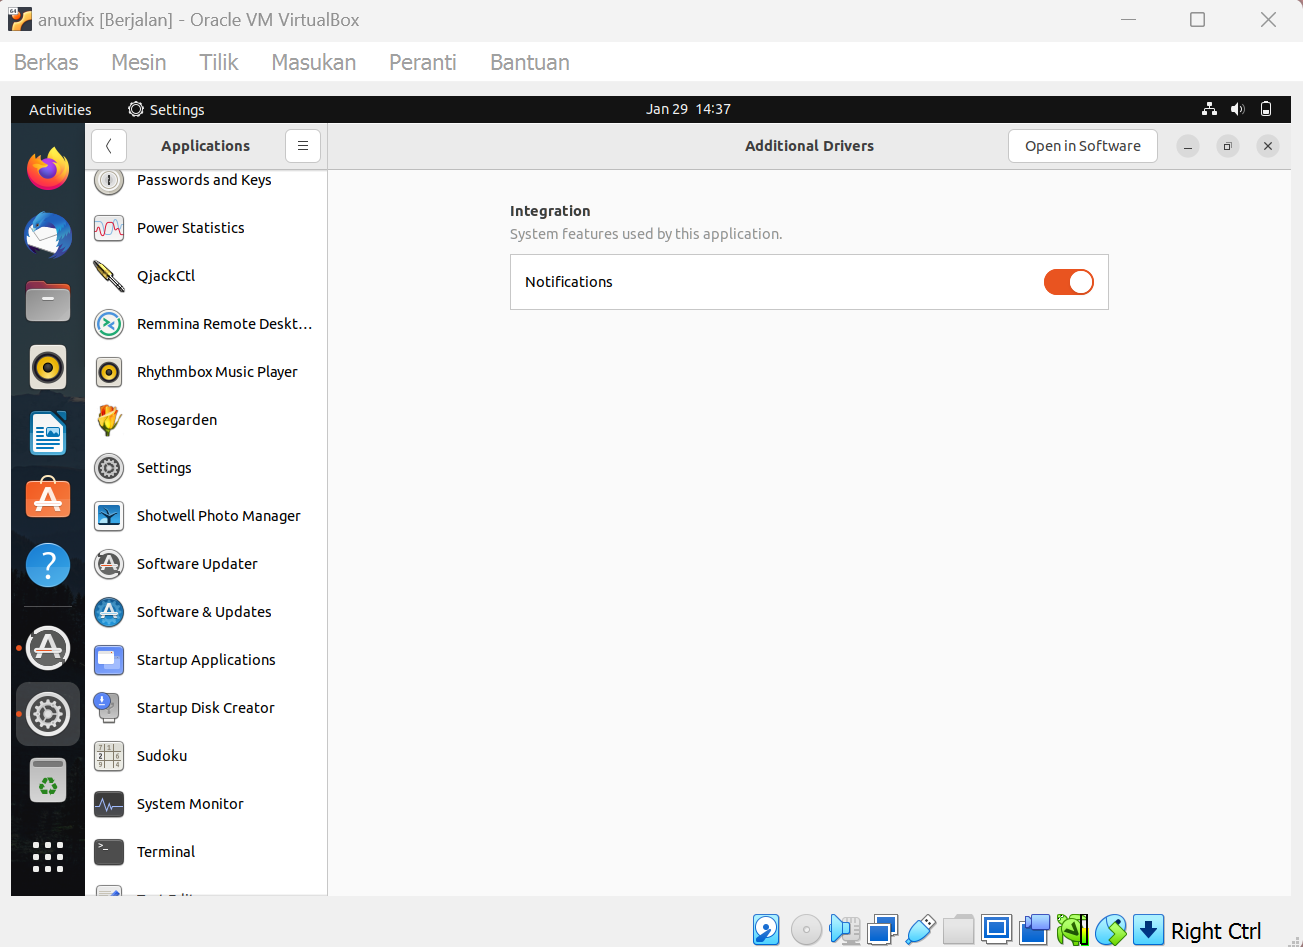 anuxfix [Berjalan] - Oracle VM VirtualBox
Berkas Mesin Tilik Masukan Peranti Bantuan
Activities Settings Jan 29 14:37
Applications Additional Drivers Open in Software
Passwords and Keys
Power Statistics
QjackCtl
Remmina Remote Deskt...
Rhythmbox Music Player
Rosegarden
Settings
Shotwell Photo Manager
Software Updater
Software & Updates
Startup Applications
Startup Disk Creator
Sudoku
System Monitor
Terminal
Integration
System features used by this application.
Notifications
Right Ctrl